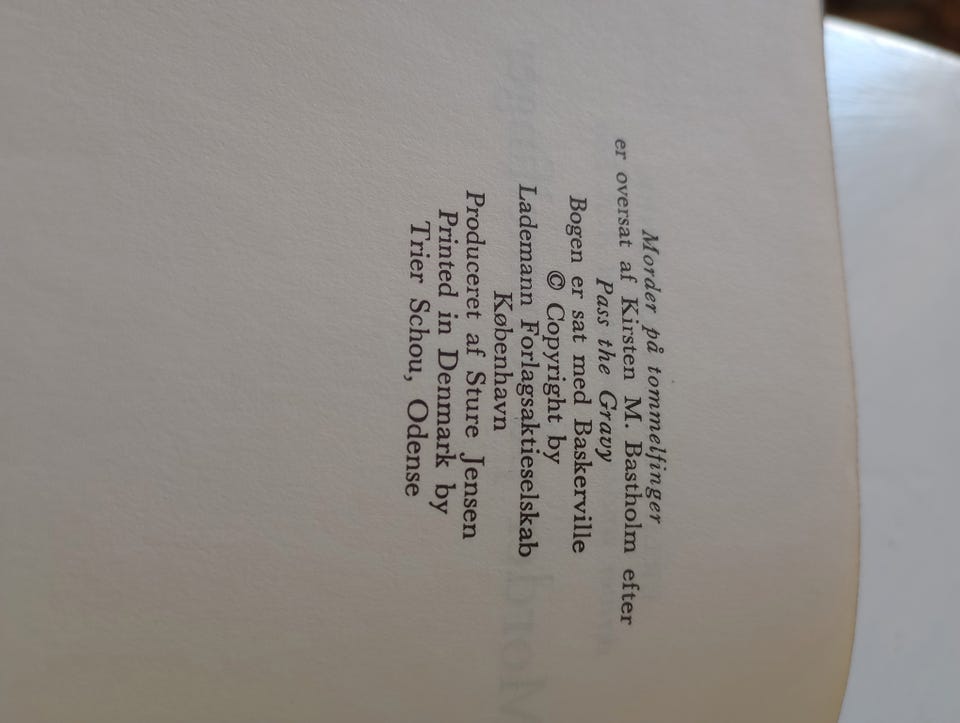 Morder på tommelfinger
er oversat af Kirsten M. Bastholm efter
Pass the Gravy
Bogen er sat med Baskerville
© Copyright by
Lademann Forlagsaktieselskab
København
Produceret af Sture Jensen
Printed in Denmark by
Trier Schou, Odense